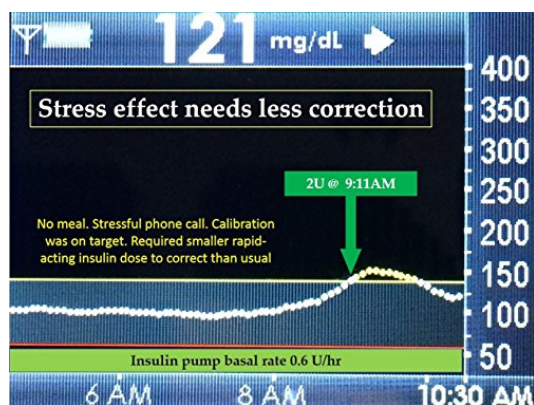 121 mg/dL
400
Stress effect needs less correction
350
300
2U @ 9:11AM
250
No meal. Stressful phone call. Calibration
was on target. Required smaller rapid-
acting insulin dose to correct than usual
200
150
100
50
Insulin pump basal rate 0.6 U/hr
6 AM 8 AM 10:30 AM